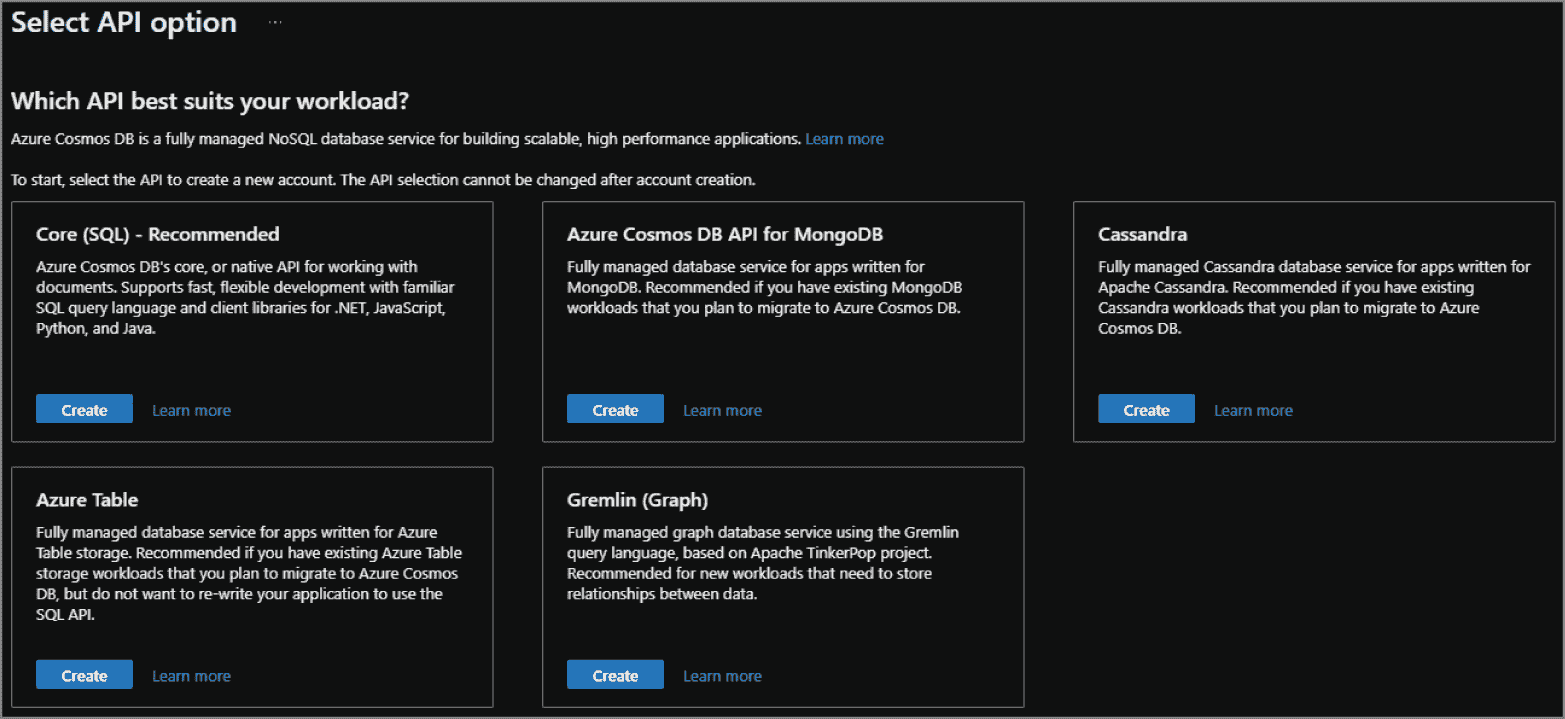 Select API option ...
Which API best suits your workload?
Azure Cosmos DB is a fully managed NoSQL database service for building scalable, high performance applications. Learn more
To start, select the API to create a new account. The API selection cannot be changed after account creation.
Core (SQL) - Recommended
Azure Cosmos DB's core, or native API for working with
documents. Supports fast, flexible development with familiar
SQL query language and client libraries for .NET, JavaScript,
Python, and Java.
Create Learn more
Azure Cosmos DB API for MongoDB
Fully managed database service for apps written for
MongoDB. Recommended if you have existing MongoDB
workloads that you plan to migrate to Azure Cosmos DB.
Create Learn more
Cassandra
Fully managed Cassandra database service for apps written for
Apache Cassandra. Recommended if you have existing
Cassandra workloads that you plan to migrate to Azure
Cosmos DB.
Create Learn more
Azure Table
Fully managed database service for apps written for Azure
Table storage. Recommended if you have existing Azure Table
storage workloads that you plan to migrate to Azure Cosmos
DB, but do not want to re-write your application to use the
SQL API.
Create Learn more
Gremlin (Graph)
Fully managed graph database service using the Gremlin
query language, based on Apache TinkerPop project.
Recommended for new workloads that need to store
relationships between data.
Create Learn more